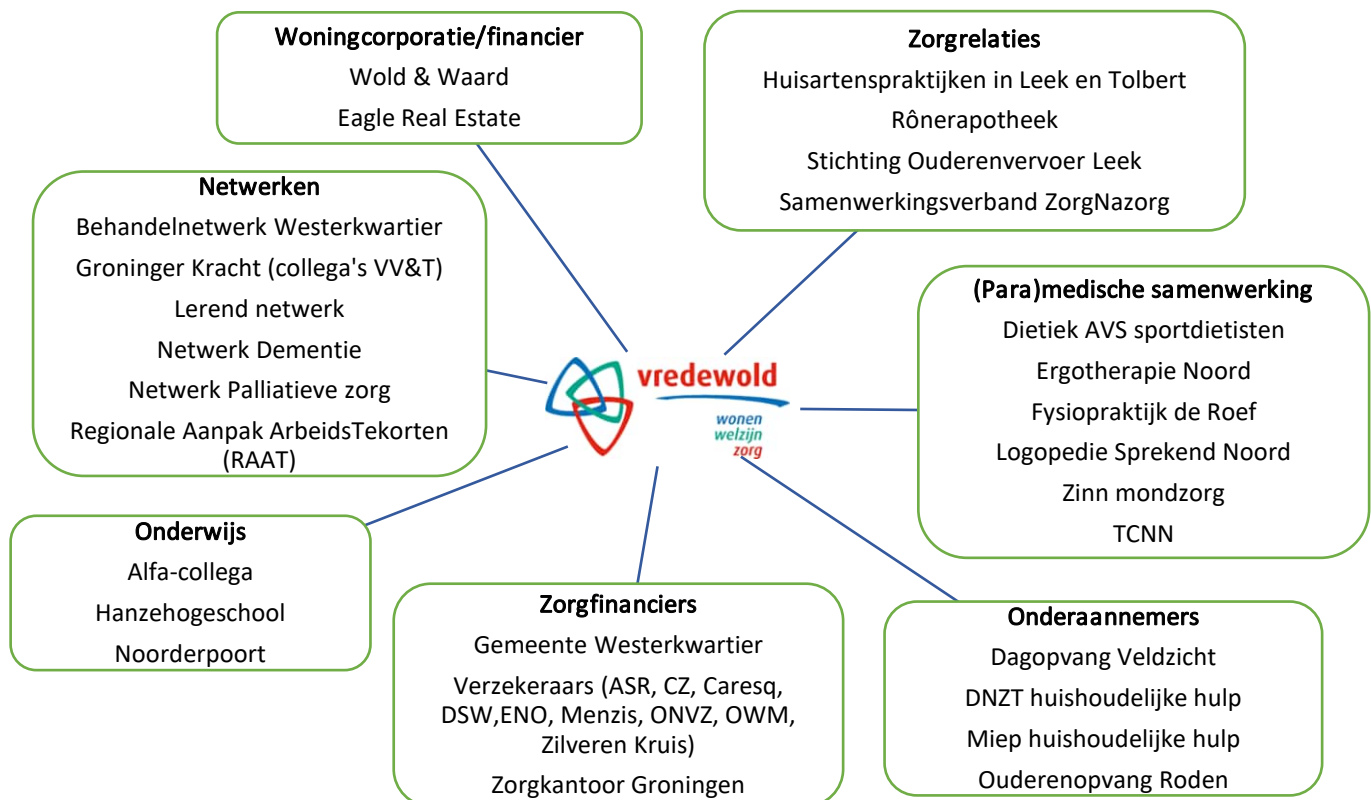 Woningcorporatie/financier
Wold & Waard
Eagle Real Estate
Zorgrelaties
Huisartenspraktijken in Leek en Tolbert
Rônerapotheek
Stichting Ouderenvervoer Leek
Samenwerkingsverband ZorgNazorg
Netwerken
Behandelnetwerk Westerkwartier
Groninger Kracht (collega's VV&T)
Lerend netwerk
Netwerk Dementie
Netwerk Palliatieve zorg
Regionale Aanpak ArbeidsTekorten
(RAAT)
(Para)medische samenwerking
Dietiek AVS sportdietisten
Ergotherapie Noord
Fysiopraktijk de Roef
Logopedie Sprekend Noord
Zinn mondzorg
TCNN
vredewold
wonen
welzijn
zorg
Onderwijs
Alfa-collega
Hanzehogeschool
Noorderpoort
Zorgfinanciers
Gemeente Westerkwartier
Verzekeraars (ASR, CZ, Caresq,
DSW,ENO, Menzis, ONVZ, OWM,
Zilveren Kruis)
Zorgkantoor Groningen
Onderaannemers
Dagopvang Veldzicht
DNZT huishoudelijke hulp
Miep huishoudelijke hulp
Ouderenopvang Roden